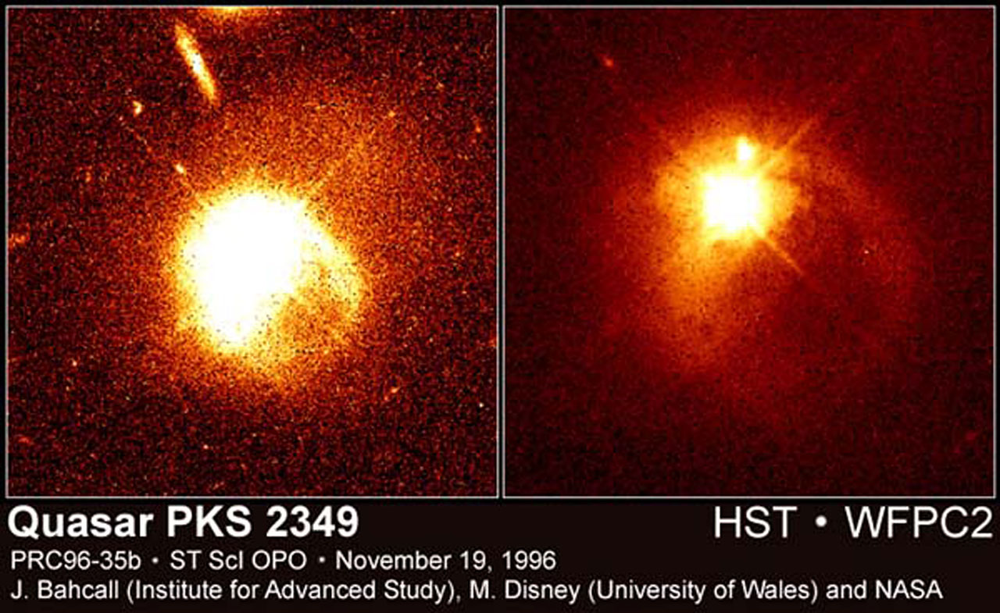 Quasar PKS 2349
HST • WFPC2
PRC96-35b • ST ScI OPO • November 19, 1996
J. Bahcall (Institute for Advanced Study), M. Disney (University of Wales) and NASA